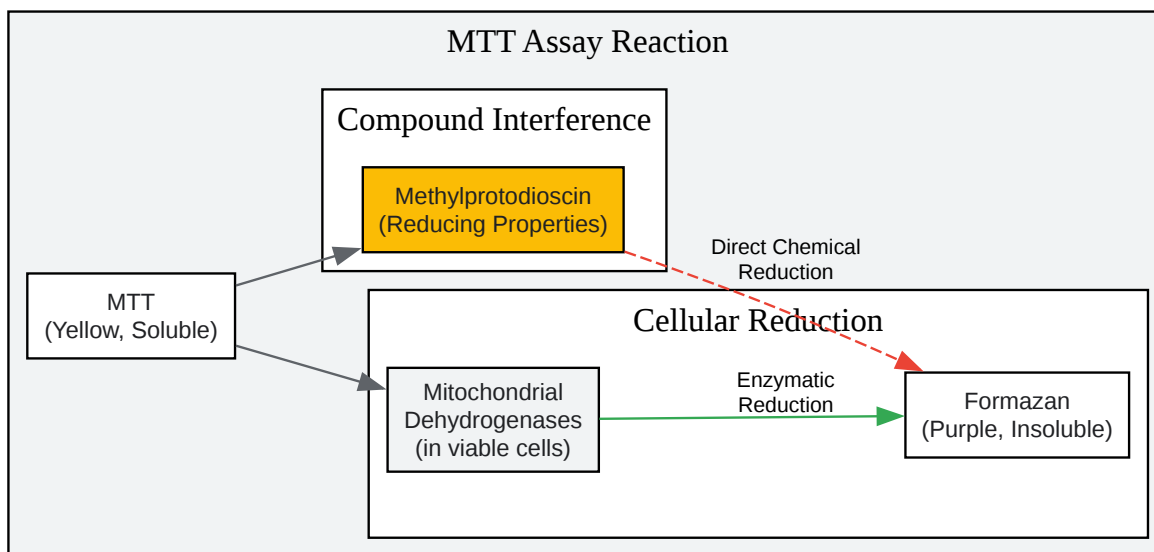 MTT Assay Reaction
Compound Interference
Methylprotodioscin
(Reducing Properties)
Direct Chemical
Reduction
MTT
(Yellow, Soluble)
Cellular Reduction
Mitochondrial
Dehydrogenases
(in viable cells)
Enzymatic
Reduction
Formazan
(Purple, Insoluble)